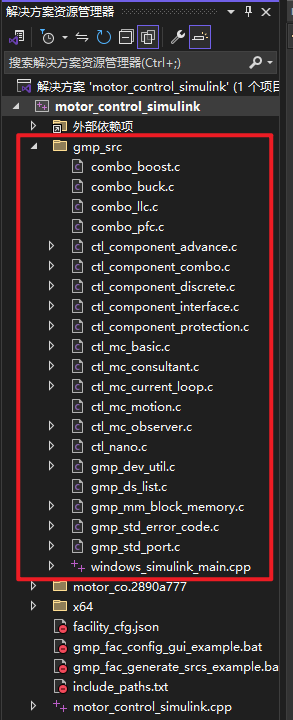 解决方案资源管理器
搜索解决方案资源管理器(Ctrl+;)
解决方案 'motor_control_simulink' (1 个项目
motor_control_simulink
外部依赖项
gmp_src
combo_boost.c
combo_buck.c
combo_llc.c
combo_pfc.c
ctl_component_advance.c
ctl_component_combo.c
ctl_component_discrete.c
ctl_component_interface.c
ctl_component_protection.c
ctl_mc_basic.c
ctl_mc_consultant.c
ctl_mc_current_loop.c
ctl_mc_motion.c
ctl_mc_observer.c
ctl_nano.c
gmp_dev_util.c
gmp_ds_list.c
gmp_mm_block_memory.c
gmp_std_error_code.c
gmp_std_port.c
windows_simulink_main.cpp
motor_co.2890a777
x64
facility_cfg.json
gmp_fac_config_gui_example.bat
gmp_fac_generate_srcs_example.ba
include_paths.txt
motor_control_simulink.cpp